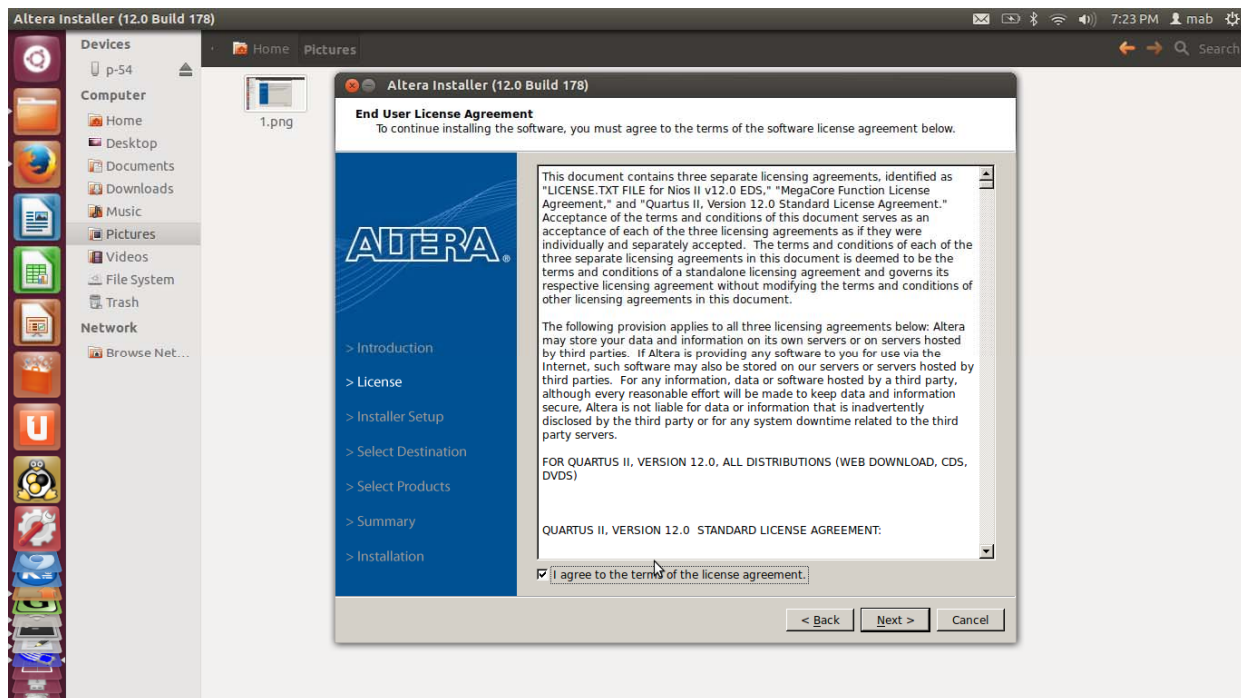 Altera Installer (12.0 Build 178)
7:23 PM
mab
Devices
p-54
Computer
Home
Desktop
Documents
Downloads
Music
Pictures
Videos
File System
Trash
Network
Browse Net...
Home
Pictures
Search
1.png
Altera Installer (12.0 Build 178)
End User License Agreement
To continue installing the software, you must agree to the terms of the software license agreement below.
ALTERA®
> Introduction
> License
> Installer Setup
> Select Destination
> Select Products
> Summary
> Installation
This document contains three separate licensing agreements, identified as
"LICENSE.TXT FILE for Nios II v12.0 EDS," "MegaCore Function License
Agreement," and "Quartus II, Version 12.0 Standard License Agreement."
Acceptance of the terms and conditions of this document serves as an
acceptance of each of the three licensing agreements as if they were
individually and separately accepted. The terms and conditions of each of the
three separate licensing agreements in this document is deemed to be the
terms and conditions of a standalone licensing agreement and governs its
respective licensing agreement without modifying the terms and conditions of
other licensing agreements in this document.
The following provision applies to all three licensing agreements below: Altera
may store your data and information on its own servers or on servers hosted
by third parties. If Altera is providing any software to you for use via the
Internet, such software may also be stored on our servers or servers hosted by
third parties. For any information, data or software hosted by a third party,
although every reasonable effort will be made to keep data and information
secure, Altera is not liable for data or information that is inadvertently
disclosed by the third party or for any system downtime related to the third
party servers.
FOR QUARTUS II, VERSION 12.0, ALL DISTRIBUTIONS (WEB DOWNLOAD, CDS,
DVDS)
QUARTUS II, VERSION 12.0 STANDARD LICENSE AGREEMENT:
I agree to the terms of the license agreement.
< Back
Next >
Cancel